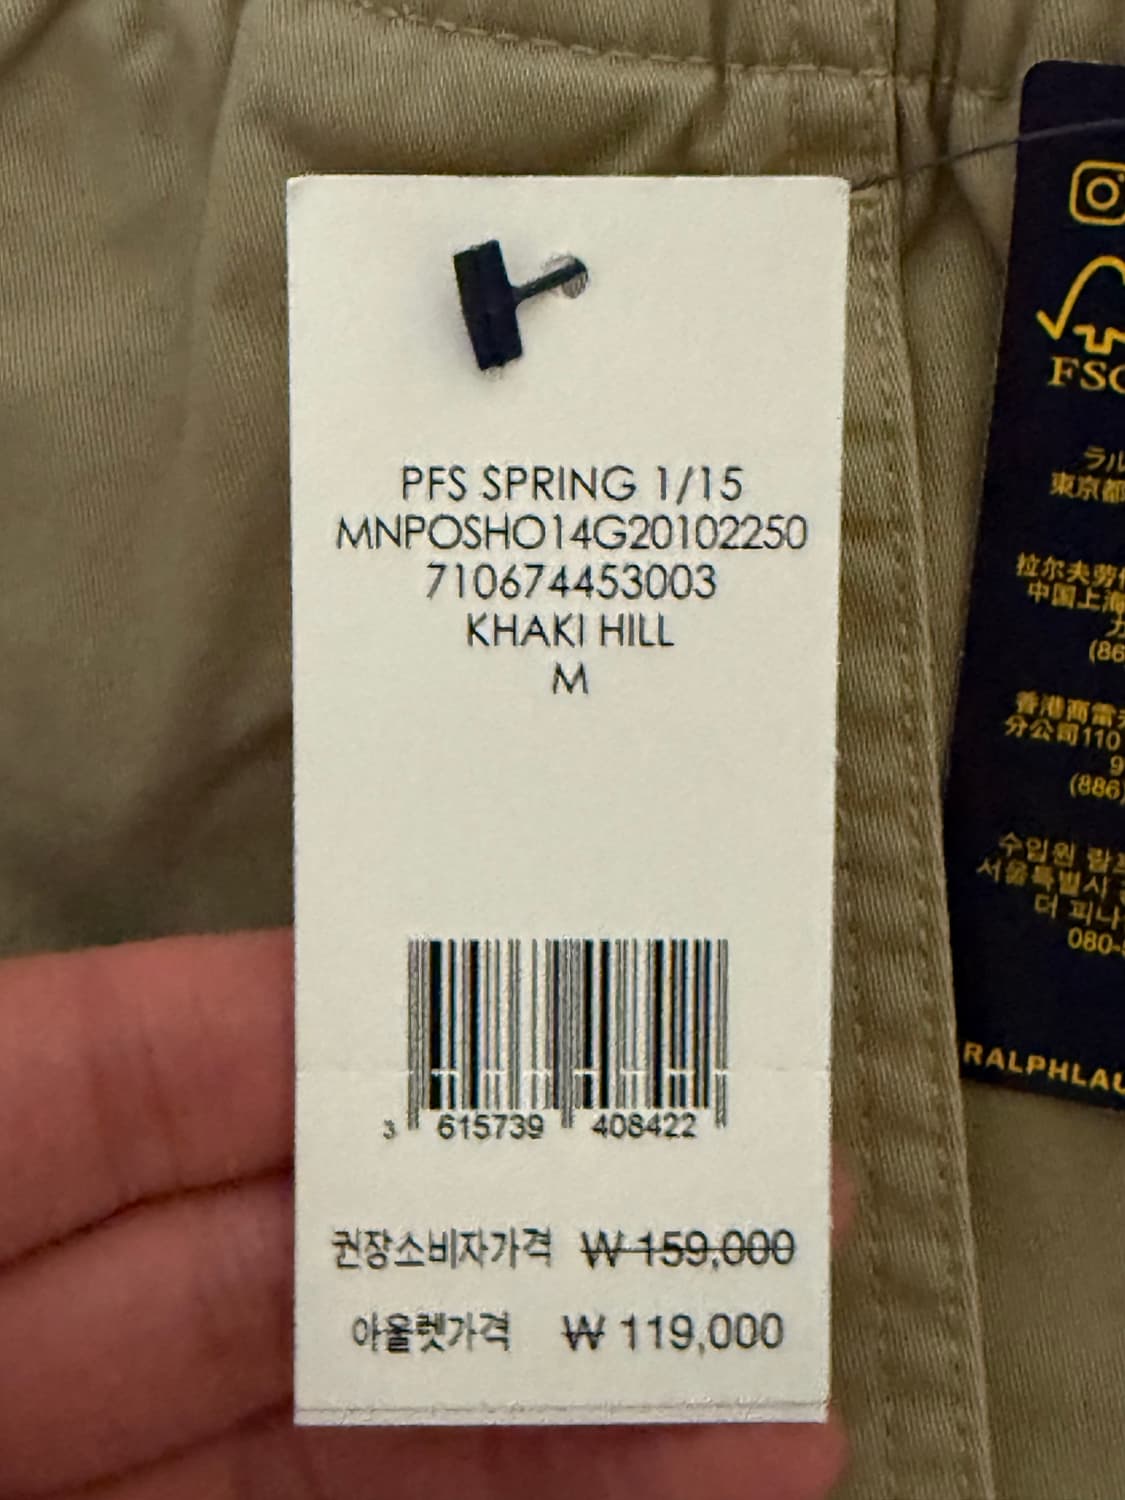 PFS SPRING 1/15
MNPOSHO14G20102250
710674453003
KHAKI HILL
M
3 615739 408422
권장소비자가격 ₩ 159,000
아울렛가격 ₩ 119,000
FSC
ラル
東京都
拉尔夫劳
中国上海
(86
香港商雷夫
分公司110
9
(886)
수입원 랄프
서울특별시
더 피나
080-
RALPHLAU